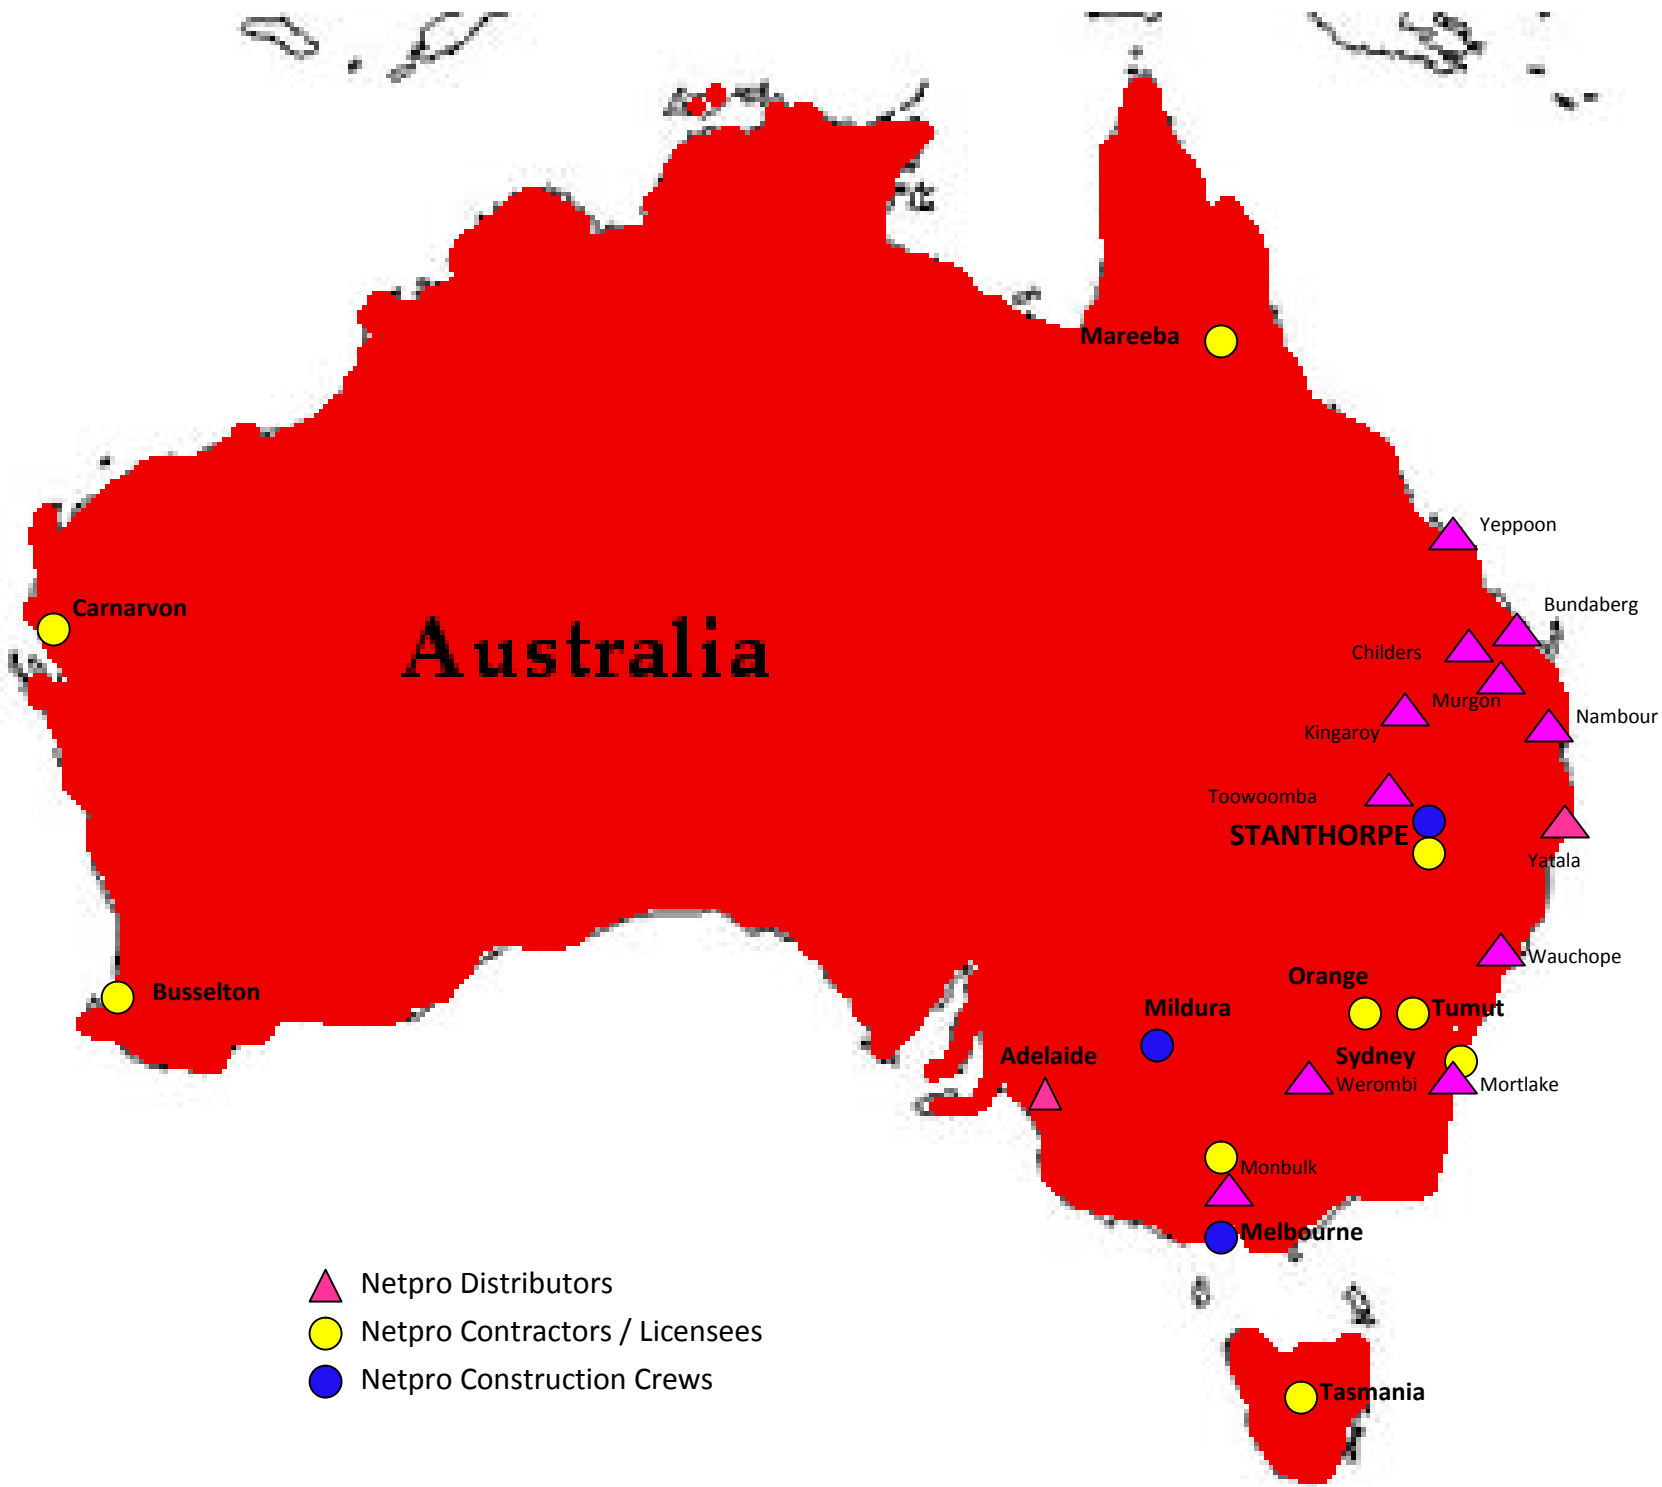 Mareeba
Yeppoon
Bundaberg
Carnarvon
Australia
Childers
Murgon
Nambour
Kingaroy
Toowoomba
STANTHORPE
Yatala
Wauchope
Orange
Busselton
Mildura
Tumut
Adelaide
Sydney
Werombi
Mortlake
Monbulk
Melbourne
Netpro Distributors
Netpro Contractors / Licensees
Netpro Construction Crews
Tasmania